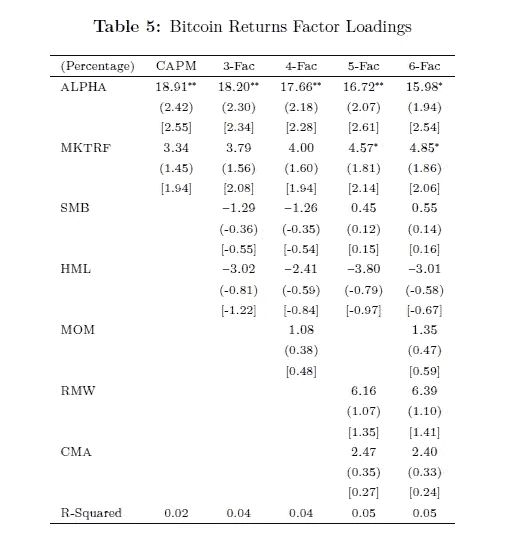 Table 5: Bitcoin Returns Factor Loadings
(Percentage) CAPM 3-Fac 4-Fac 5-Fac 6-Fac
ALPHA 18.91** 18.20** 17.66** 16.72** 15.98*
(2.42) (2.30) (2.18) (2.07) (1.94)
[2.55] [2.34] [2.28] [2.61] [2.54]
MKTRF 3.34 3.79 4.00 4.57* 4.85*
(1.45) (1.56) (1.60) (1.81) (1.86)
[1.94] [2.08] [1.94] [2.14] [2.06]
SMB −1.29 −1.26 0.45 0.55
(-0.36) (-0.35) (0.12) (0.14)
[-0.55] [-0.54] [0.15] [0.16]
HML −3.02 −2.41 −3.80 −3.01
(-0.81) (-0.59) (-0.79) (-0.58)
[-1.22] [-0.84] [-0.97] [-0.67]
MOM 1.08 1.35
(0.38) (0.47)
[0.48] [0.59]
RMW 6.16 6.39
(1.07) (1.10)
[1.35] [1.41]
CMA 2.47 2.40
(0.35) (0.33)
[0.27] [0.24]
R-Squared 0.02 0.04 0.04 0.05 0.05